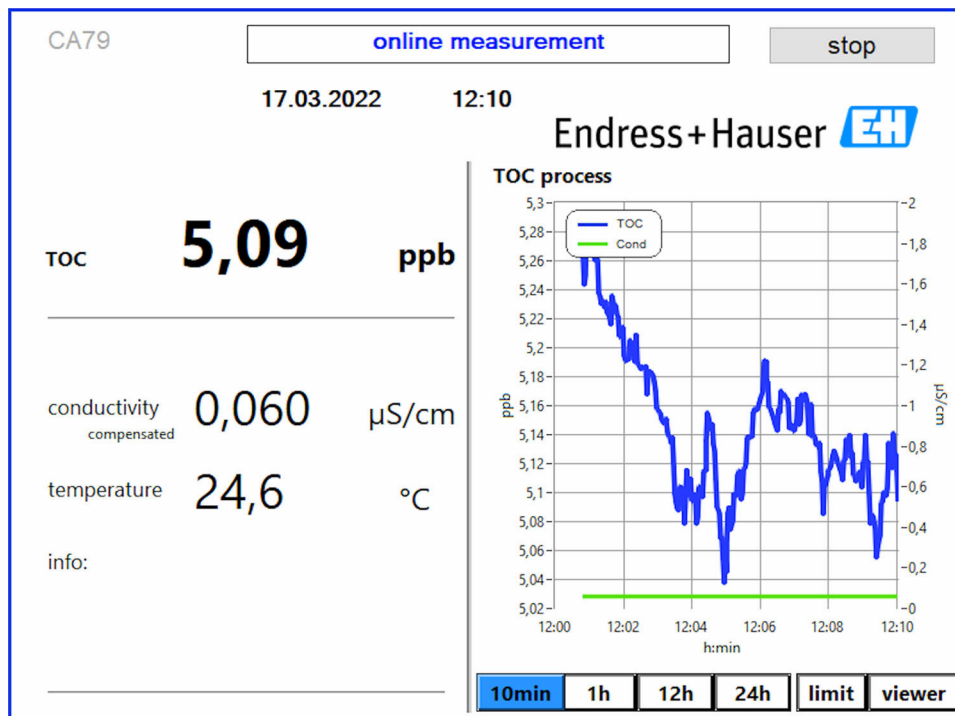 CA79
online measurement
stop
17.03.2022 12:10
Endress+Hauser EH
TOC 5,09 ppb
conductivity compensated 0,060 µS/cm
temperature 24,6 °C
info:
TOC process
TOC
Cond
5,3
5,28
5,26
5,24
5,22
5,2
5,18
5,16
5,14
5,12
5,1
5,08
5,06
5,04
5,02
ppb
2
1,8
1,6
1,4
1,2
1
0,8
0,6
0,4
0,2
0
µS/cm
12:00 12:02 12:04 12:06 12:08 12:10
h:min
10min 1h 12h 24h limit viewer